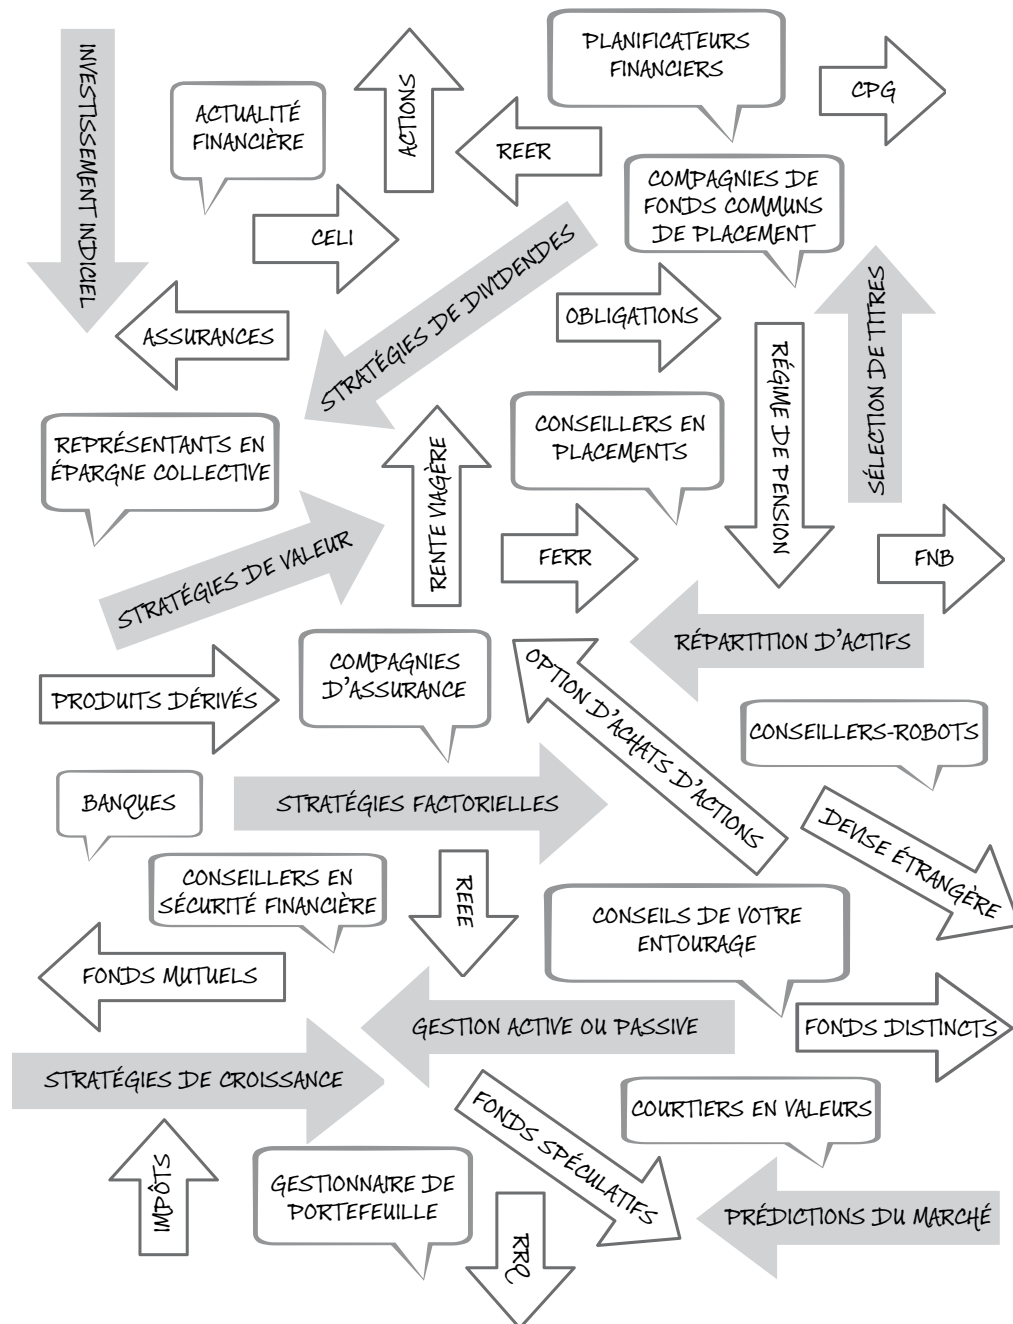 PLANIFICATEURS
FINANCIERS
INVESTISSEMENT INDICIEL
ACTUALITÉ
FINANCIÈRE
ACTIONS
REER
CPG
COMPAGNIES DE
FONDS COMMUNS
DE PLACEMENT
CELI
STRATÉGIES DE DIVIDENDES
OBLIGATIONS
ASSURANCES
SÉLECTION DE TITRES
RÉGIME DE PENSION
REPRÉSENTANTS EN
ÉPARGNE COLLECTIVE
CONSEILLERS EN
PLACEMENTS
RENTE VIAGÈRE
STRATÉGIES DE VALEUR
FERR
FNB
RÉPARTITION D'ACTIFS
COMPAGNIES
D'ASSURANCE
PRODUITS DÉRIVÉS
OPTION D'ACHATS D'ACTIONS
CONSEILLERS-ROBOTS
BANQUES
STRATÉGIES FACTORIELLES
DEVISE ÉTRANGÈRE
CONSEILLERS EN
SÉCURITÉ FINANCIÈRE
REEE
CONSEILS DE VOTRE
ENTOURAGE
FONDS MUTUELS
GESTION ACTIVE OU PASSIVE
FONDS DISTINCTS
STRATÉGIES DE CROISSANCE
FONDS SPÉCULATIFS
COURTIERS EN VALEURS
IMPÔTS
GESTIONNAIRE DE
PORTEFEUILLE
RRQ
PRÉDICTIONS DU MARCHÉ